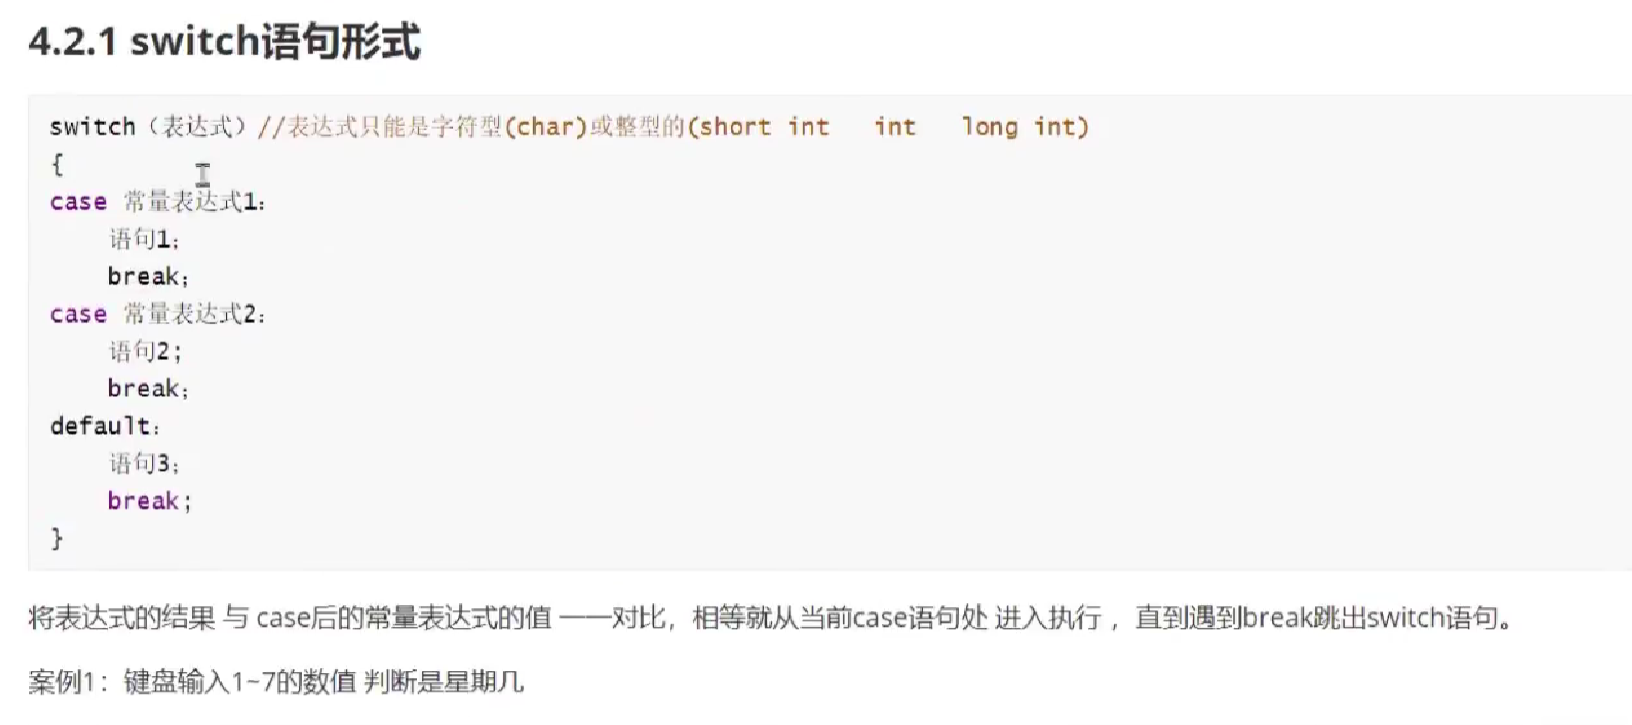 4.2.1 switch语句形式
switch（表达式）//表达式只能是字符型(char)或整型的(short int   int   long int)
{
case 常量表达式1：
    语句1；
    break；
case 常量表达式2：
    语句2；
    break；
default：
    语句3；
    break；
}
将表达式的结果 与 case后的常量表达式的值 ——对比，相等就从当前case语句处 进入执行 ，直到遇到break跳出switch语句。
案例1：键盘输入1~7的数值 判断是星期几